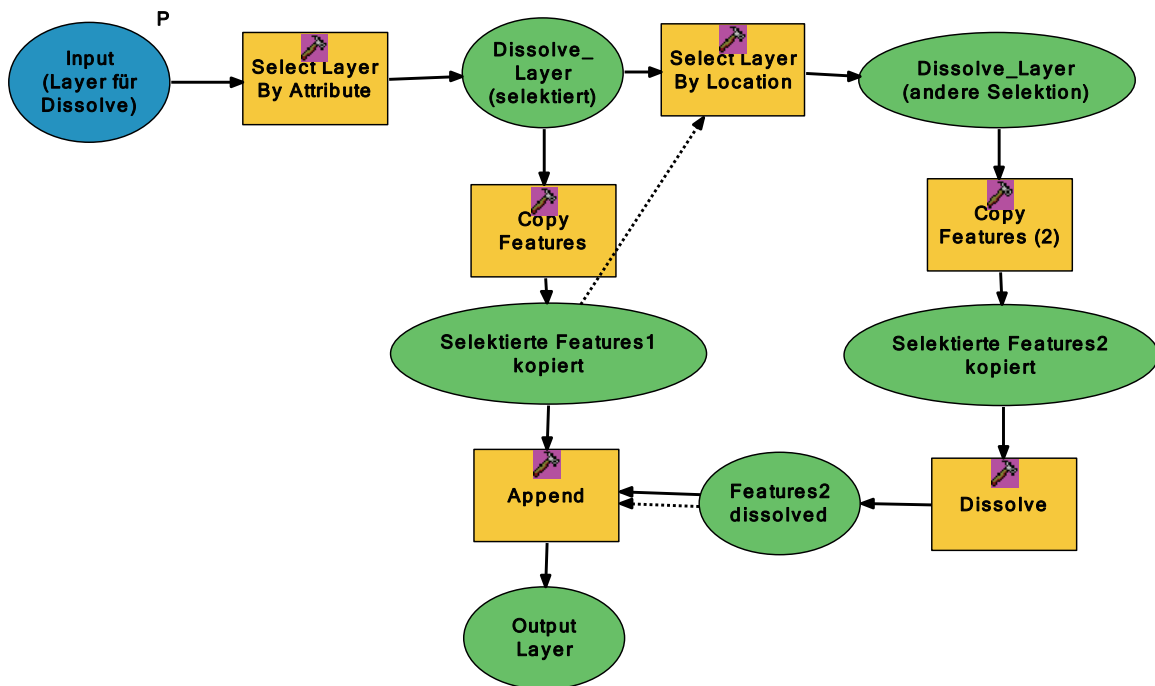 P
Input
(Layer für
Dissolve)
Select Layer
By Attribute
Dissolve_
Layer
(selektiert)
Select Layer
By Location
Dissolve_Layer
(andere Selektion)
Copy
Features
Copy
Features (2)
Selektierte Features1
kopiert
Selektierte Features2
kopiert
Append
Features2
dissolved
Dissolve
Output
Layer